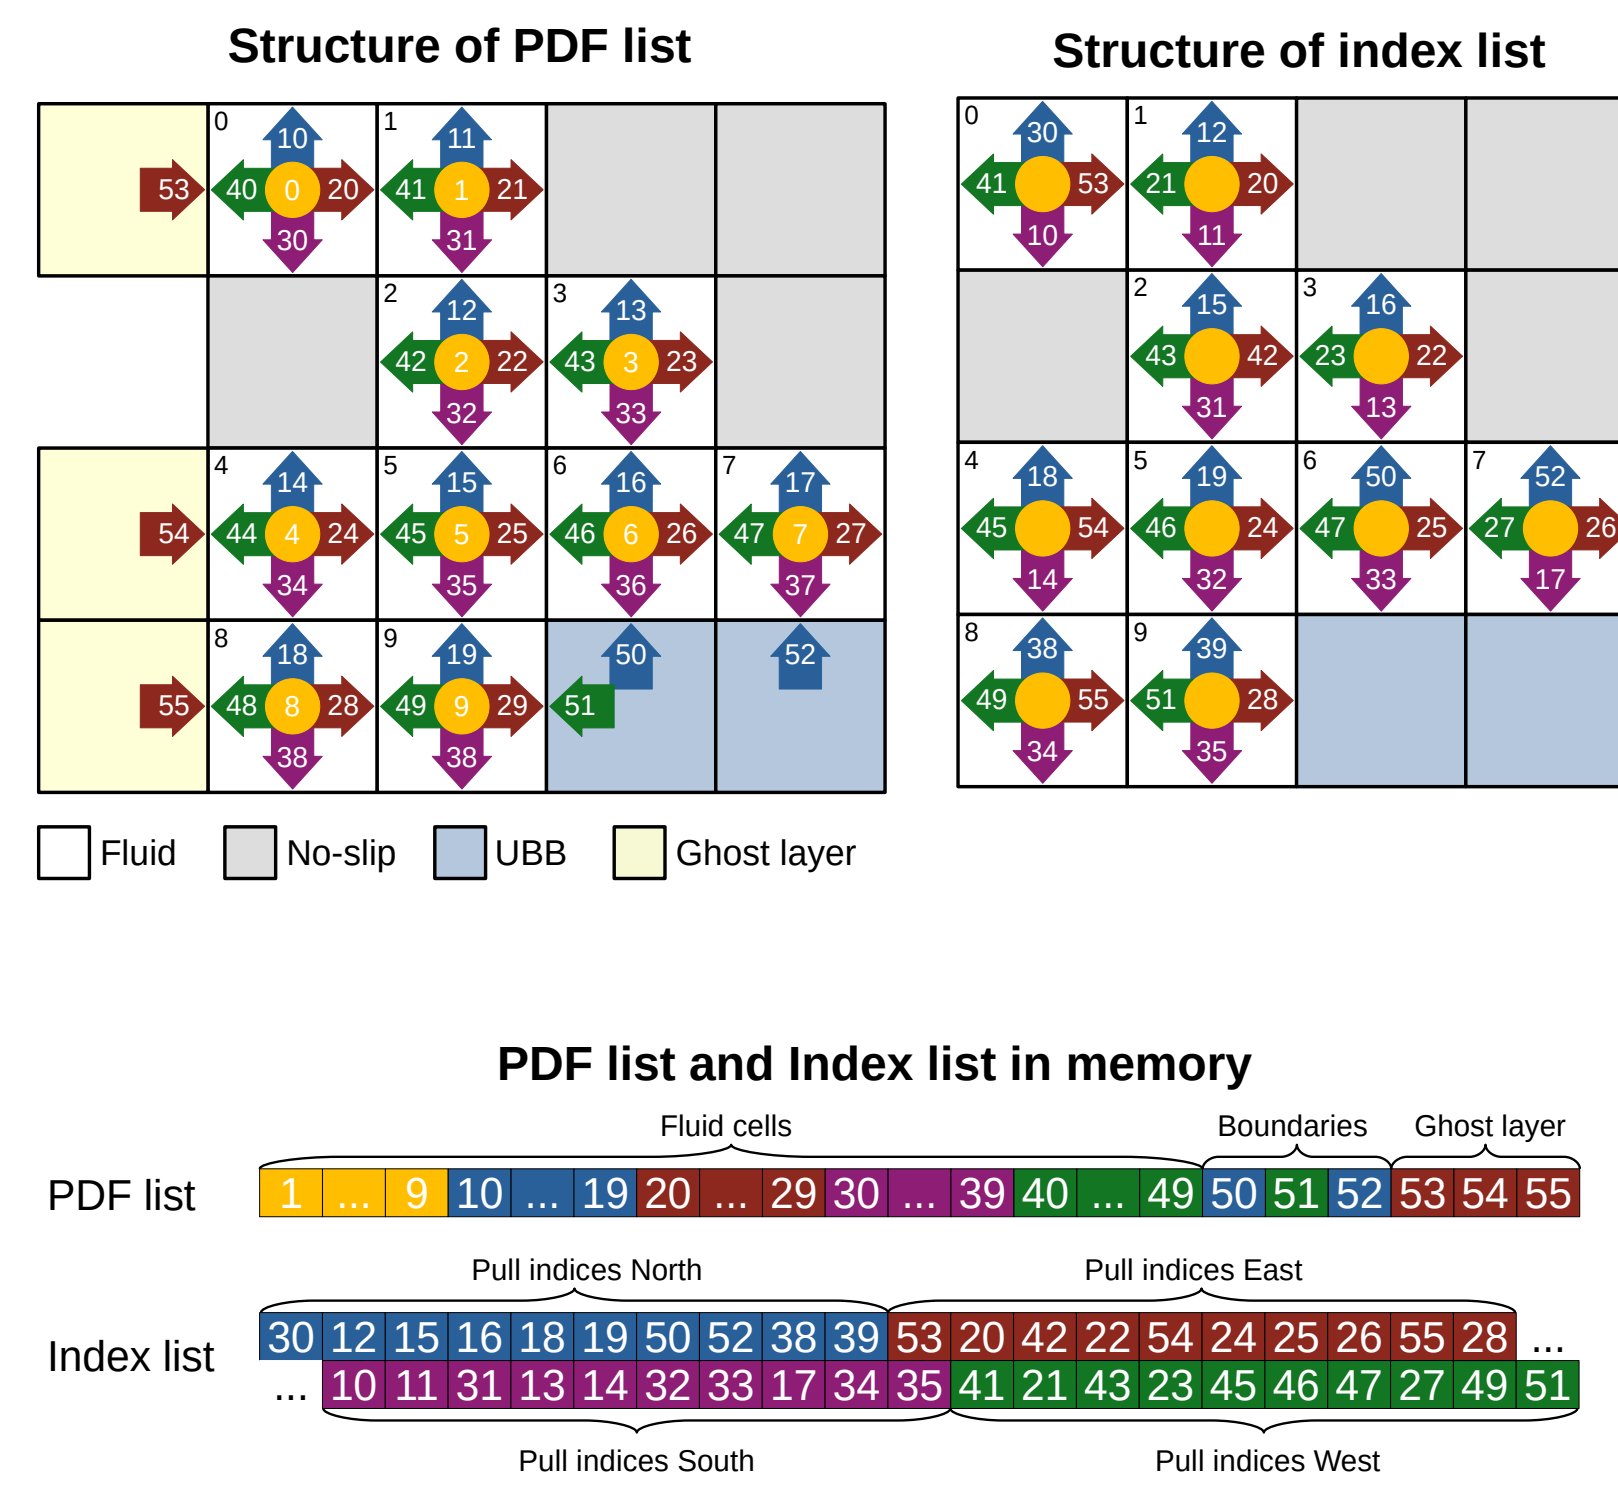 Structure of PDF list
0 10 1 11
53 40 0 20 41 1 21
30 31
2 12 3 13
42 2 22 43 3 23
32 33
4 14 5 15 6 16 7 17
54 44 4 24 45 5 25 46 6 26 47 7 27
34 35 36 37
8 18 9 19 50 52
55 48 8 28 49 9 29 51
38 38
Fluid No-slip UBB Ghost layer
Structure of index list
0 30 1 12
41 53 21 20
10 11
2 15 3 16
43 42 23 22
31 13
4 18 5 19 6 50 7 52
45 54 46 24 47 25 27 26
14 32 33 17
8 38 9 39
49 55 51 28
34 35
PDF list and Index list in memory
Fluid cells Boundaries Ghost layer
PDF list 1 ... 9 10 ... 19 20 ... 29 30 ... 39 40 ... 49 50 51 52 53 54 55
Pull indices North Pull indices East
Index list 30 12 15 16 18 19 50 52 38 39 53 20 42 22 54 24 25 26 55 28 ...
... 10 11 31 13 14 32 33 17 34 35 41 21 43 23 45 46 47 27 49 51
Pull indices South Pull indices West